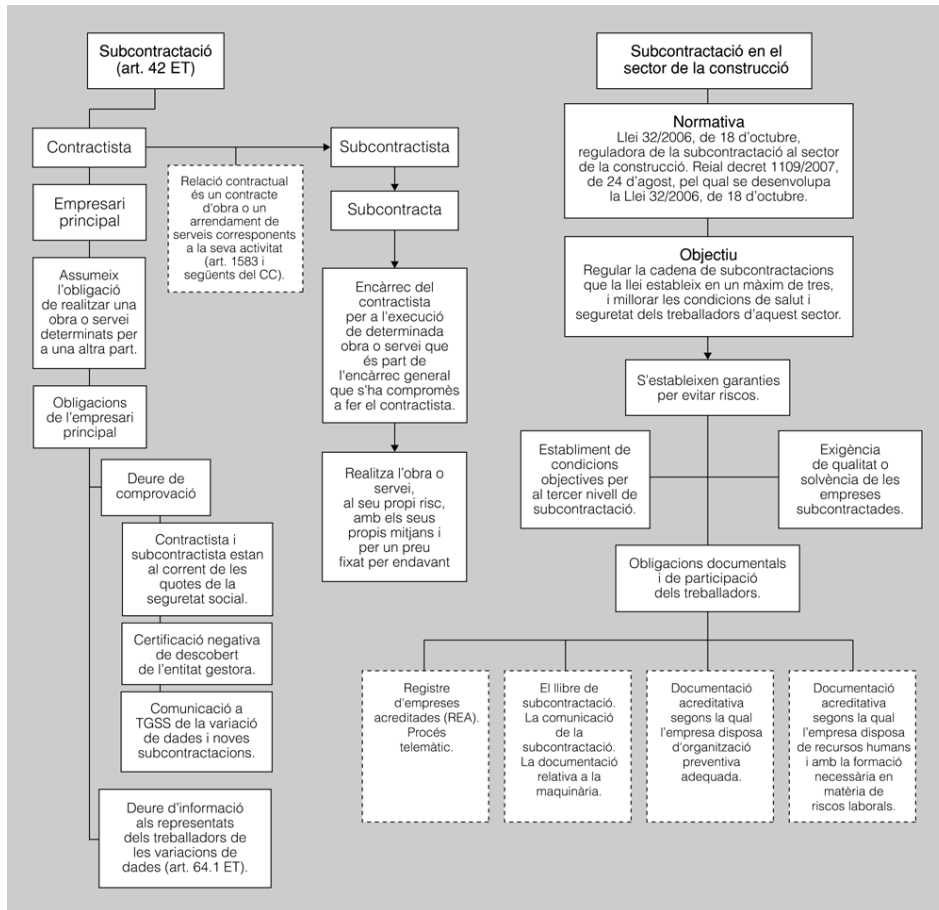 Subcontractació
(art. 42 ET)
Contractista
Empresari
principal
Assumeix
l’obligació
de realitzar una
obra o servei
determinats per
a una altra part.
Obligacions
de l’empresari
principal
Deure de
comprovació
Contractista i
subcontractista estan
al corrent de les
quotes de la
seguretat social.
Certificació negativa
de descobert
de l’entitat gestora.
Comunicació a
TGSS de la variació
de dades i noves
subcontractacions.
Deure d’informació
als representats
dels treballadors de
les variacions de
dades (art. 64.1 ET).
Relació contractual
és un contracte
d’obra o un
arrendament de
serveis corresponents
a la seva activitat
(art. 1583 i
següents del CC).
Subcontractista
Subcontracta
Encàrrec del
contractista
per a l’execució
de determinada
obra o servei que
és part de
l’encàrrec general
que s’ha compromès
a fer el contractista.
Realitza l’obra o
servei,
al seu propi risc,
amb els seus
propis mitjans i
per un preu
fixat per endavant
Subcontractació en el
sector de la construcció
Normativa
Llei 32/2006, de 18 d’octubre,
reguladora de la subcontractació al sector
de la construcció. Reial decret 1109/2007,
de 24 d’agost, pel qual se desenvolupa
la Llei 32/2006, de 18 d’octubre.
Objectiu
Regular la cadena de subcontractacions
que la llei estableix en un màxim de tres,
i millorar les condicions de salut i
seguretat dels treballadors d’aquest sector.
S’estableixen garanties
per evitar riscos.
Establiment de
condicions
objectives per
al tercer nivell de
subcontractació.
Exigència
de qualitat o
solvència de les
empreses
subcontractades.
Obligacions documentals
i de participació
dels treballadors.
Registre
d’empreses
acreditades (REA).
Procés
telemàtic.
El llibre de
subcontractació.
La comunicació
de la
subcontractació.
La documentació
relativa a la
maquinària.
Documentació
acreditativa
segons la qual
l’empresa disposa
d’organització
preventiva
adequada.
Documentació
acreditativa
segons la qual
l’empresa disposa
de recursos humans
i amb la formació
necessària en
matèria de
riscos laborals.